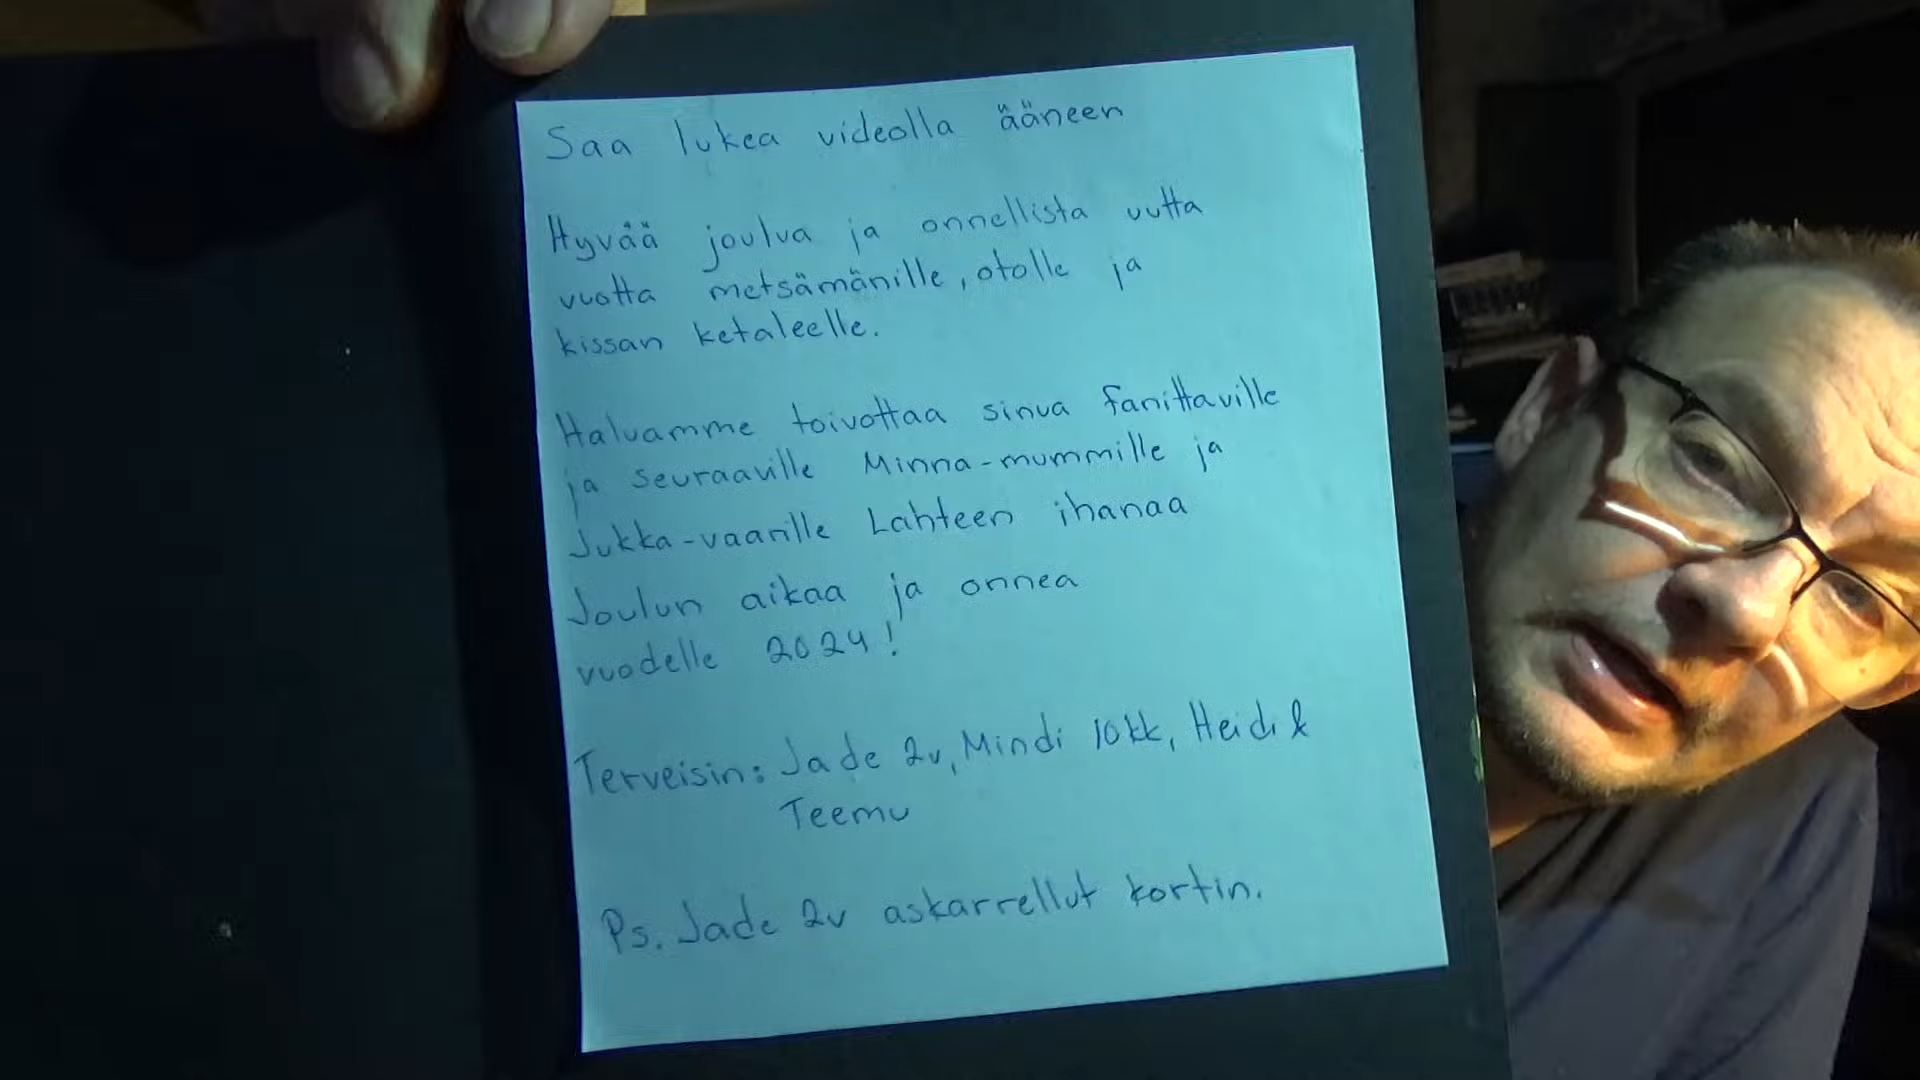 Saa lukea videolla ääneen
Hyvää joulua ja onnellista uutta
vuotta metsämänille, otolle ja
kissan ketaleelle.
Haluamme toivottaa sinua fanittaville
ja seuraaville Minna-mummille ja
Jukka-vaarille Lahteen ihanaa
Joulun aikaa ja onnea
vuodelle 2024!
Terveisin: Jade 2v, Mindi 10kk, Heidi &
Teemu
Ps. Jade 2v askarrellut kortin.